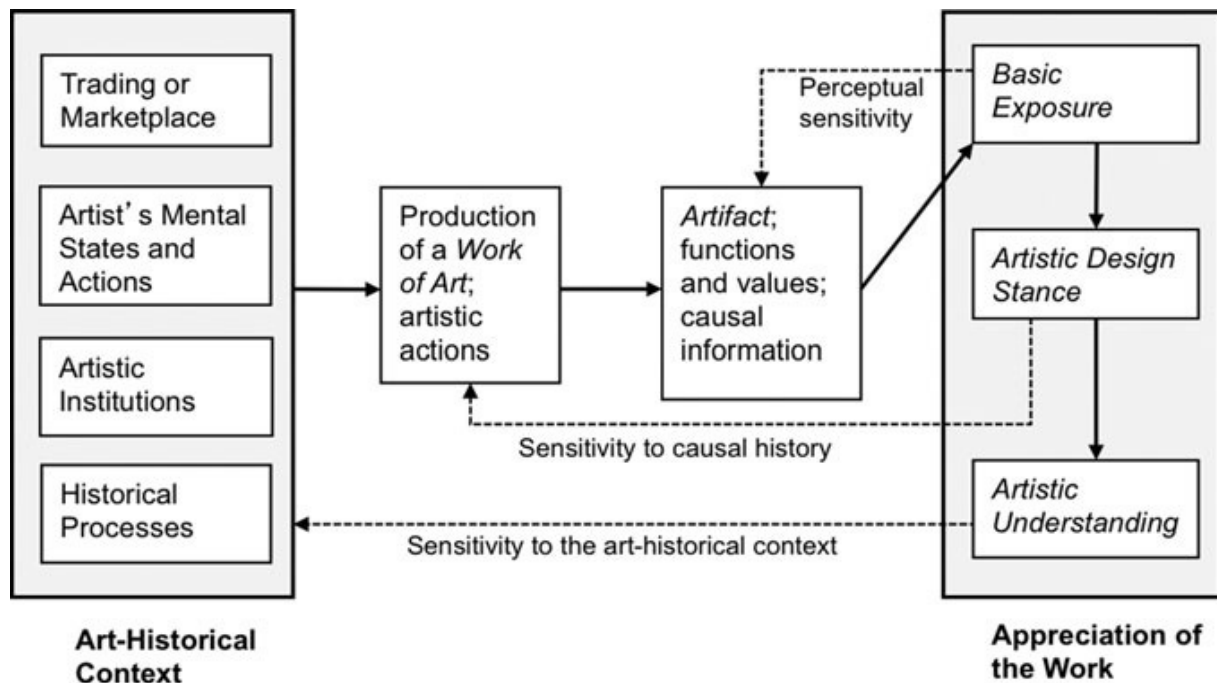 Trading or
Marketplace
Artist’s Mental
States and
Actions
Artistic
Institutions
Historical
Processes
Art-Historical
Context
Production
of a Work
of Art;
artistic
actions
Artifact;
functions
and values;
causal
information
Perceptual
sensitivity
Sensitivity to causal history
Sensitivity to the art-historical context
Basic
Exposure
Artistic Design
Stance
Artistic
Understanding
Appreciation of
the Work